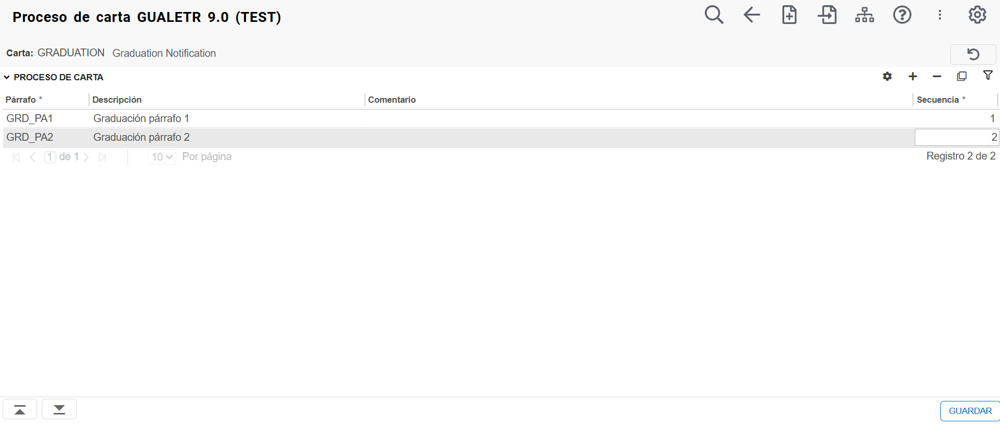 Proceso de carta GUALETR 9.0 (TEST)
Carta: GRADUATION Graduation Notification
PROCESO DE CARTA
Párrafo * Descripción Comentario Secuencia *
GRD_PA1 Graduación párrafo 1 1
GRD_PA2 Graduación párrafo 2 2
1 de 1 10 Por página Registro 2 de 2
GUARDAR